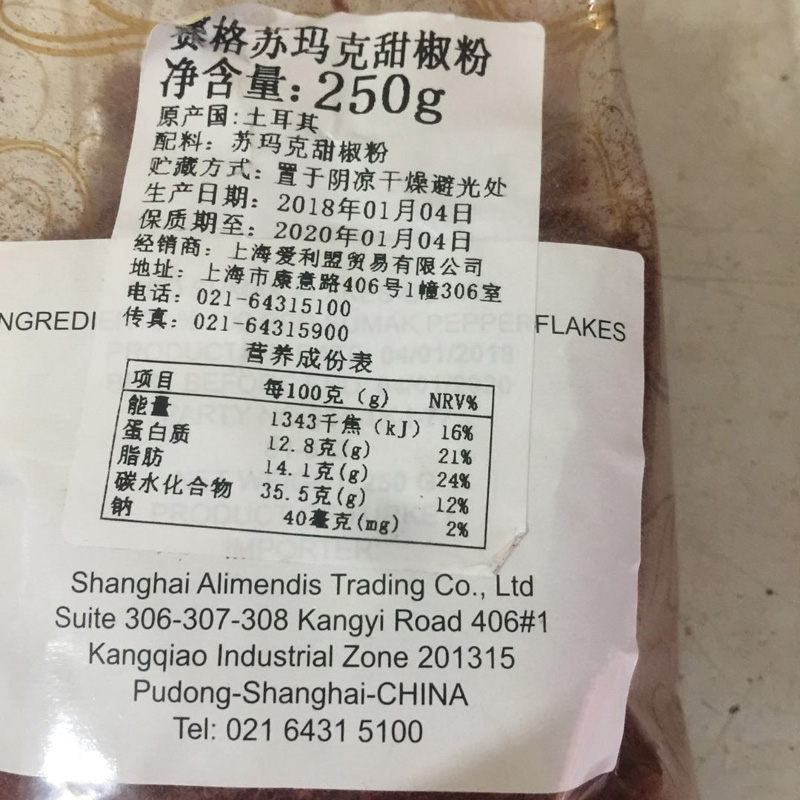 赛格苏玛克甜椒粉
净含量:250g
原产国:土耳其
配料: 苏玛克甜椒粉
贮藏方式: 置于阴凉干燥避光处
生产日期: 2018年01月04日
保质期至: 2020年01月04日
经销商: 上海爱利盟贸易有限公司
地址: 上海市康意路406号1幢306室
电话: 021-64315100
传真: 021-64315900
NGREDI OMAK PEPPER FLAKES
营养成份表
项目 每100克(g) NRV%
能量 1343千焦(kJ) 16%
蛋白质 12.8克(g) 21%
脂肪 14.1克(g) 24%
碳水化合物 35.5克(g) 12%
钠 40毫克(mg) 2%
IMPORTER
Shanghai Alimendis Trading Co., Ltd
Suite 306-307-308 Kangyi Road 406#1
Kangqiao Industrial Zone 201315
Pudong-Shanghai-CHINA
Tel: 021 6431 5100